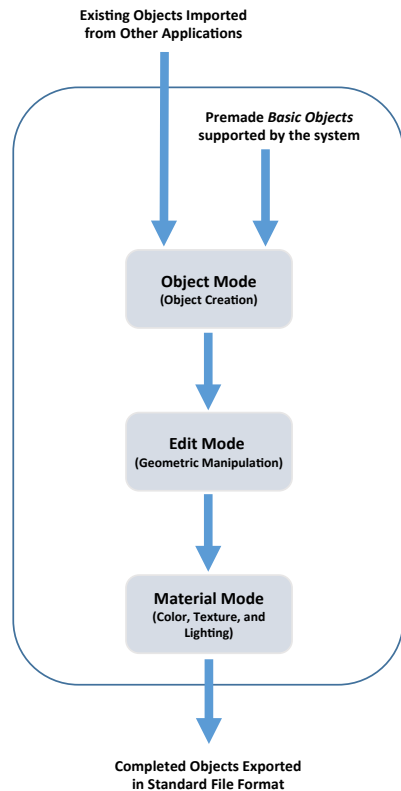 Existing Objects Imported
from Other Applications
Premade Basic Objects
supported by the system
Object Mode
(Object Creation)
Edit Mode
(Geometric Manipulation)
Material Mode
(Color, Texture, and
Lighting)
Completed Objects Exported
in Standard File Format